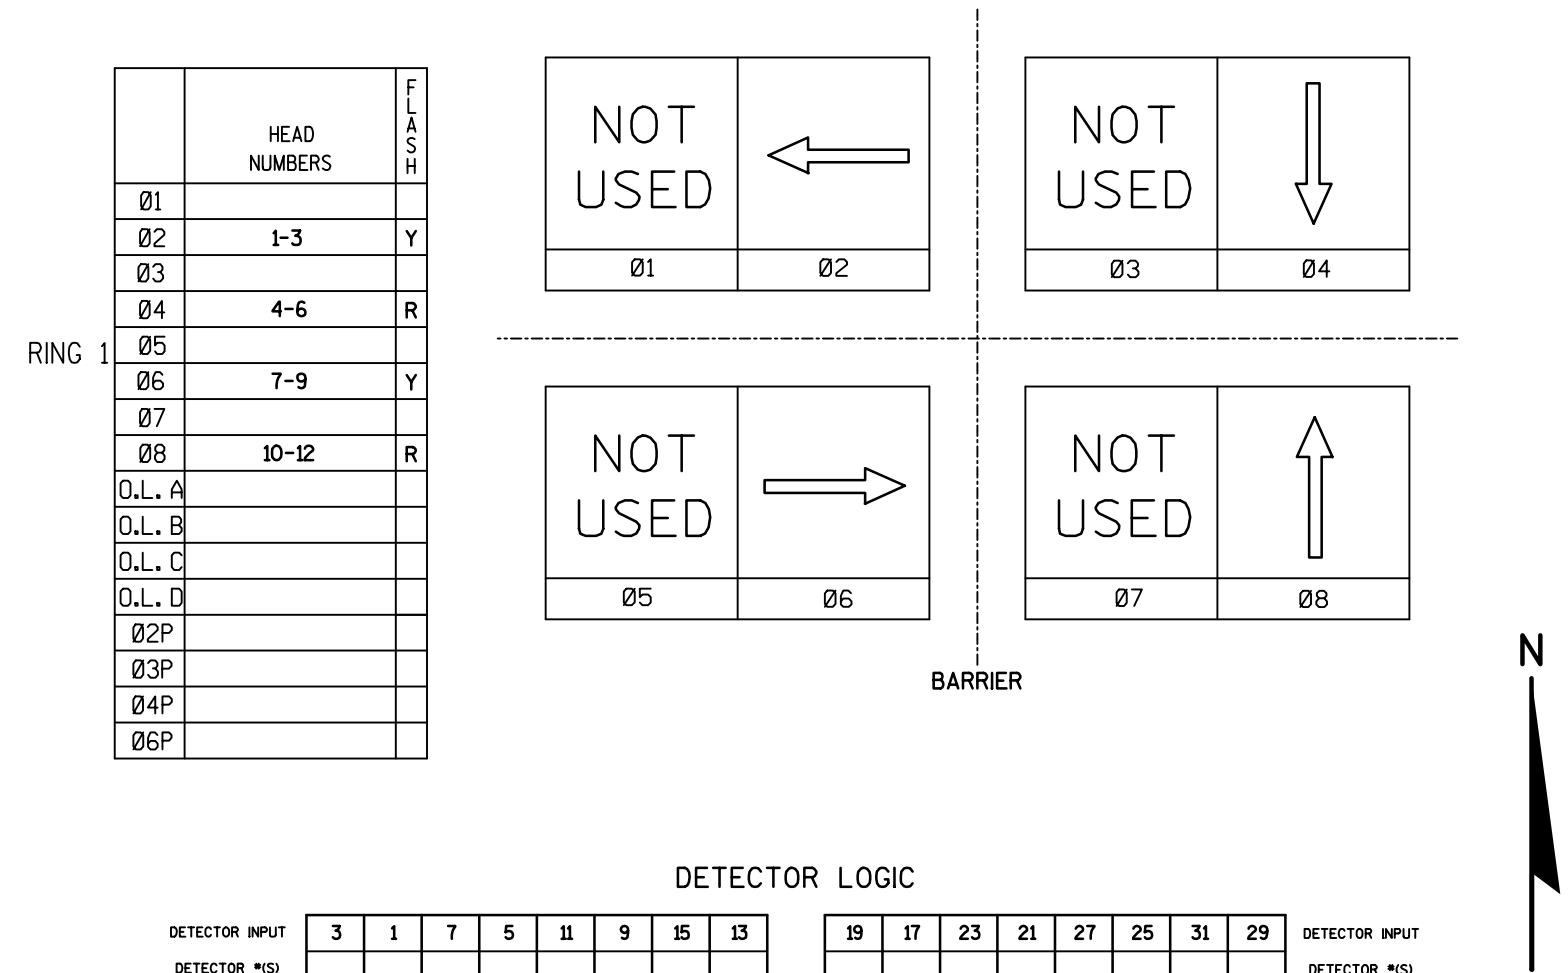 FLASH
HEAD
NUMBERS
Ø1
Ø2 1-3 Y
Ø3
Ø4 4-6 R
RING 1
Ø5
Ø6 7-9 Y
Ø7
Ø8 10-12 R
O.L. A
O.L. B
O.L. C
O.L. D
Ø2P
Ø3P
Ø4P
Ø6P
NOT
USED
Ø1 Ø2
NOT
USED
Ø3 Ø4
NOT
USED
Ø5 Ø6
NOT
USED
Ø7 Ø8
BARRIER
N
DETECTOR LOGIC
DETECTOR INPUT 3 1 7 5 11 9 15 13 19 17 23 21 27 25 31 29 DETECTOR INPUT
DETECTOR #(S) DETECTOR #(S)